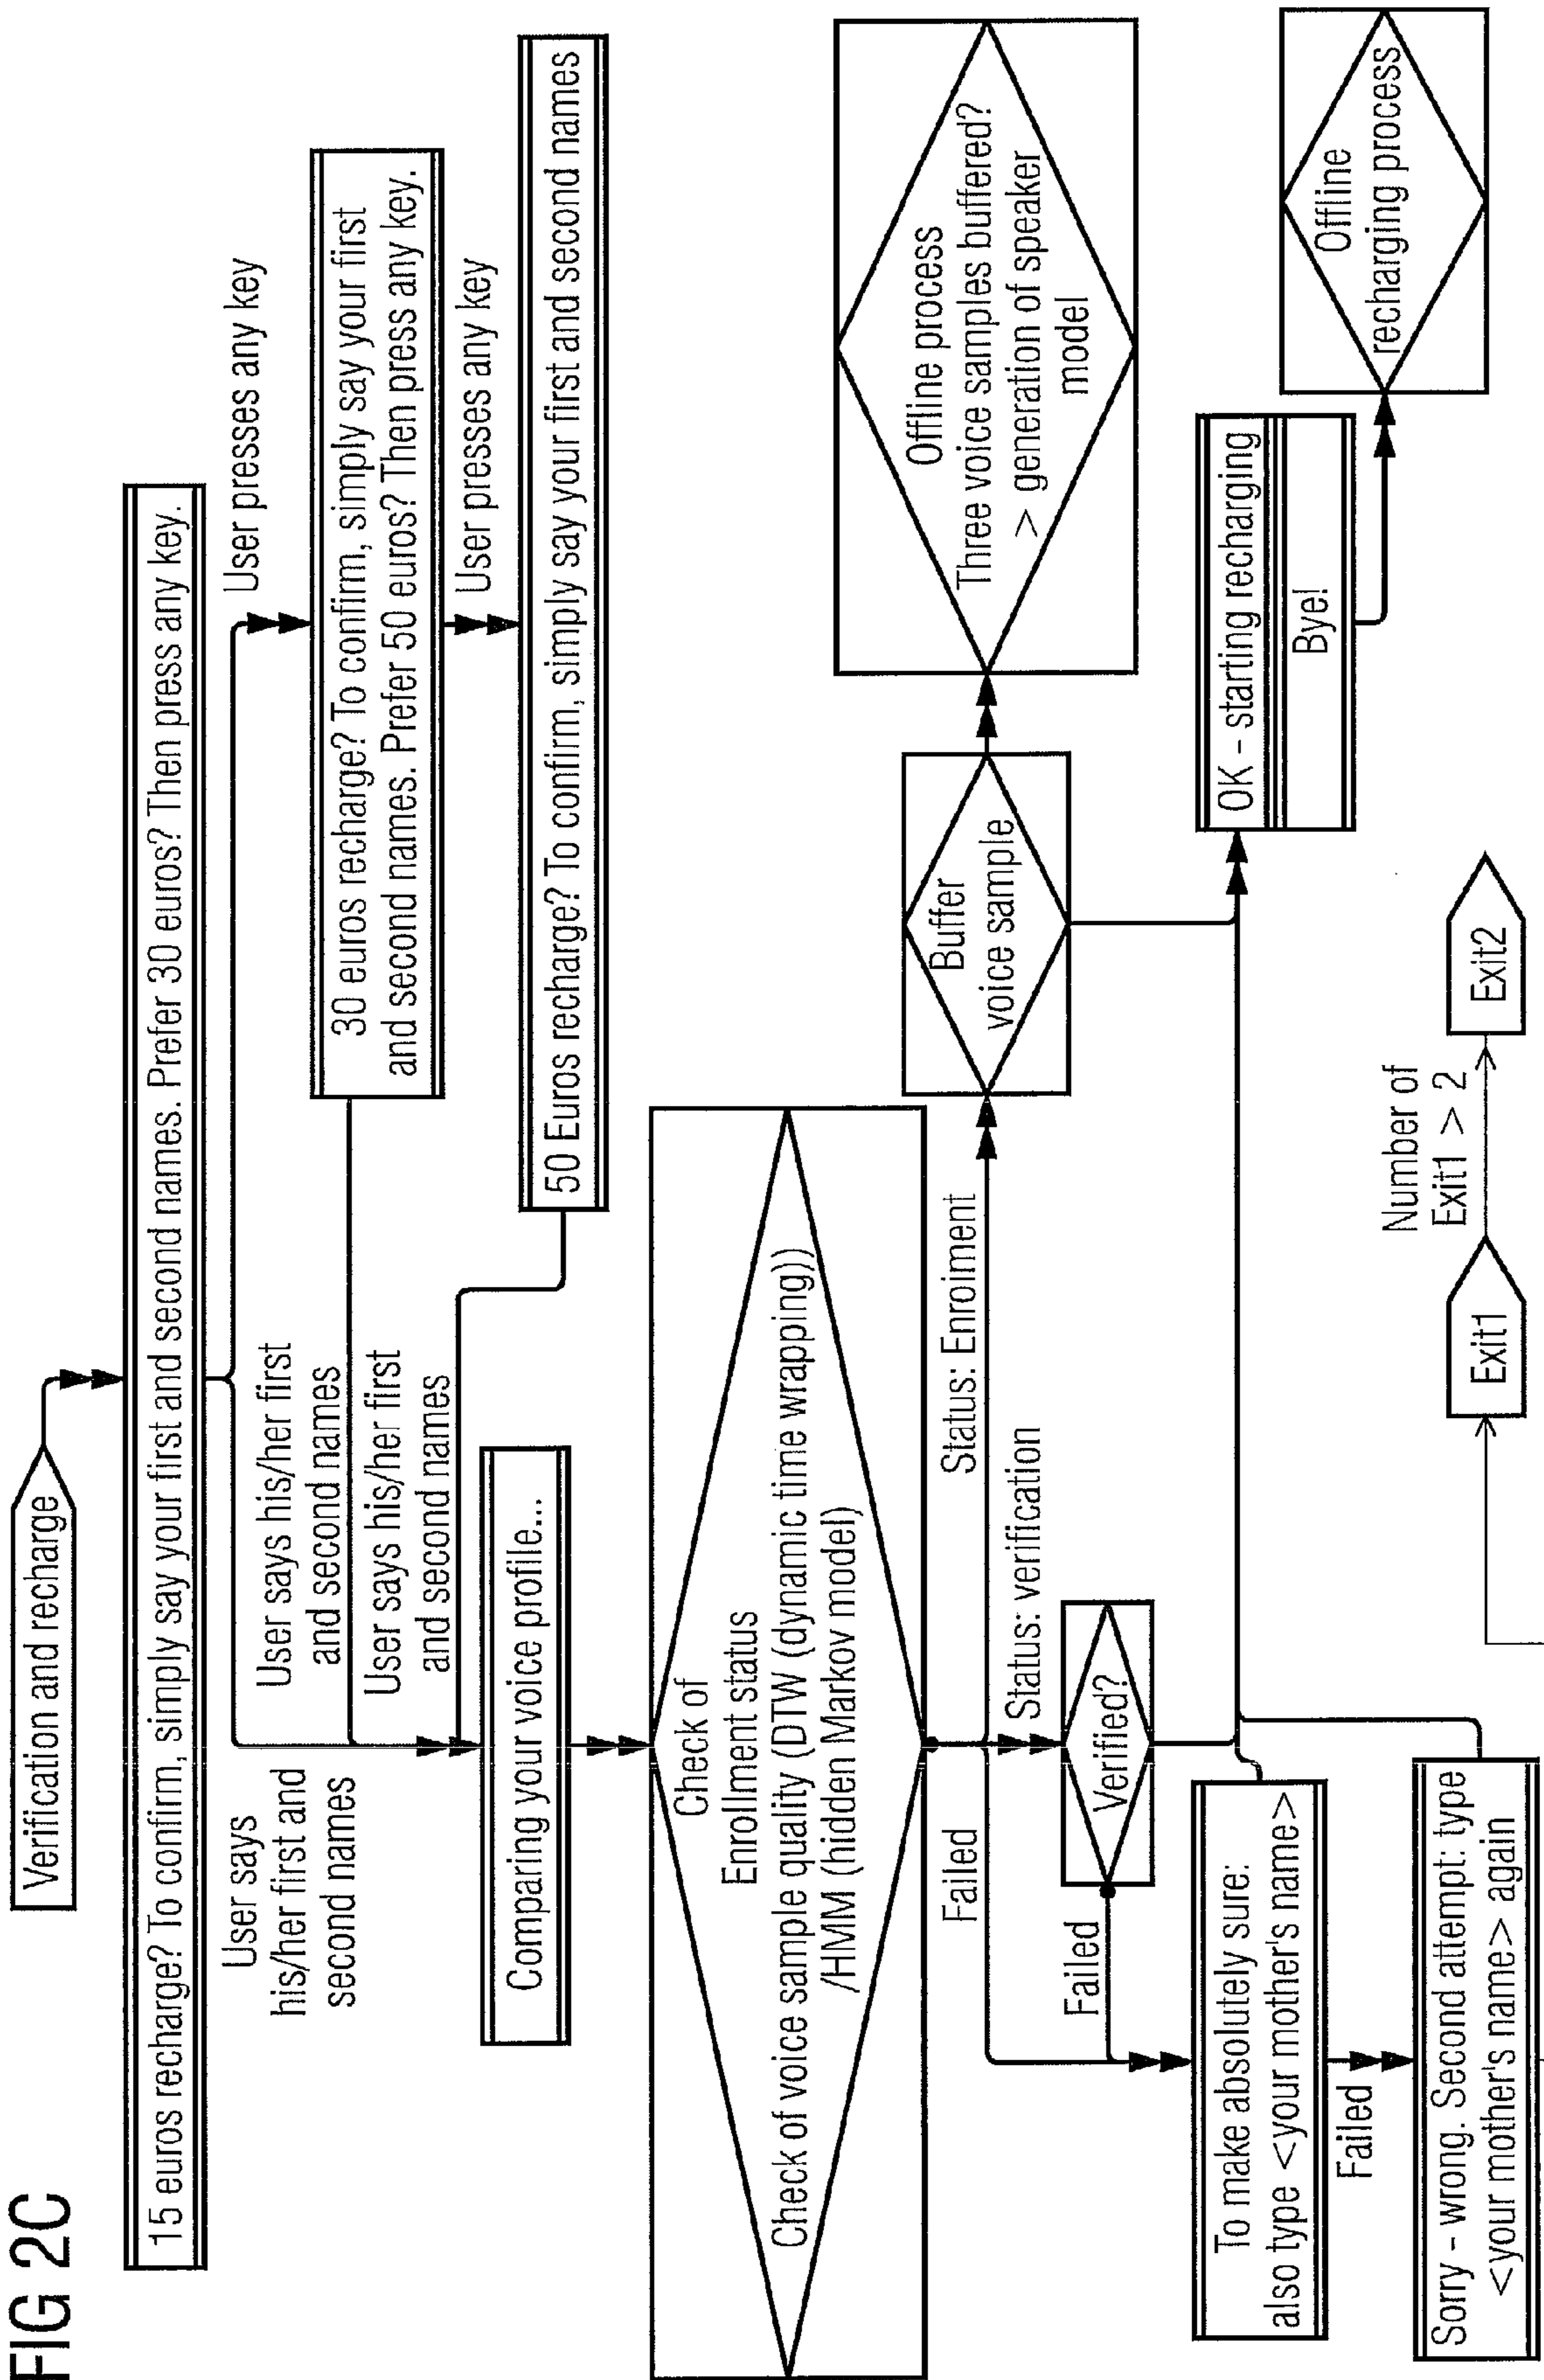 FIG 2C
Verification and recharge
15 euros recharge? To confirm, simply say your first and second names. Prefer 30 euros? Then press any key.
User presses any key
User says
his/her first and
second names
User says his/her first
and second names
30 euros recharge? To confirm, simply say your first
and second names. Prefer 50 euros? Then press any key.
User presses any key
User says his/her first
and second names
50 Euros recharge? To confirm, simply say your first and second names
Comparing your voice profile...
Check of
Enrollment status
Check of voice sample quality (DTW (dynamic time wrapping))
/HMM (hidden Markov model)
Failed
Status: Enroiment
Status: verification
Buffer
voice sample
Offline process
Three voice samples buffered?
> generation of speaker
model
Failed
Verified?
To make absolutely sure:
also type <your mother's name>
OK – starting recharging
Bye!
Offline
recharging process
Failed
Sorry – wrong. Second attempt: type
<your mother's name> again
Exit1
Number of
Exit1 > 2
Exit2